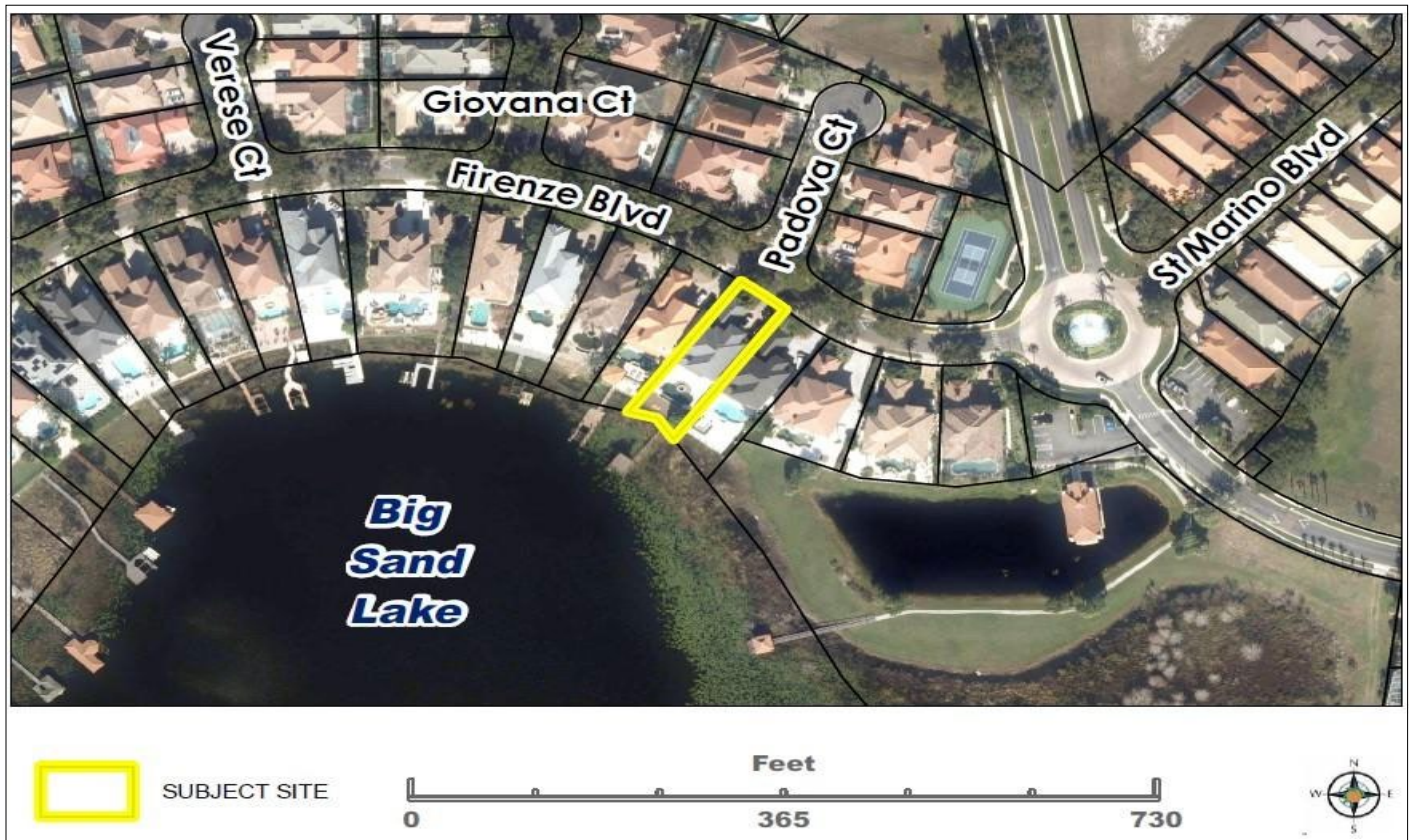 Verese Ct
Giovana Ct
Firenze Blvd
Padova Ct
St Marino Blvd
Big
Sand
Lake
SUBJECT SITE
Feet
0 365 730
N
W E
S